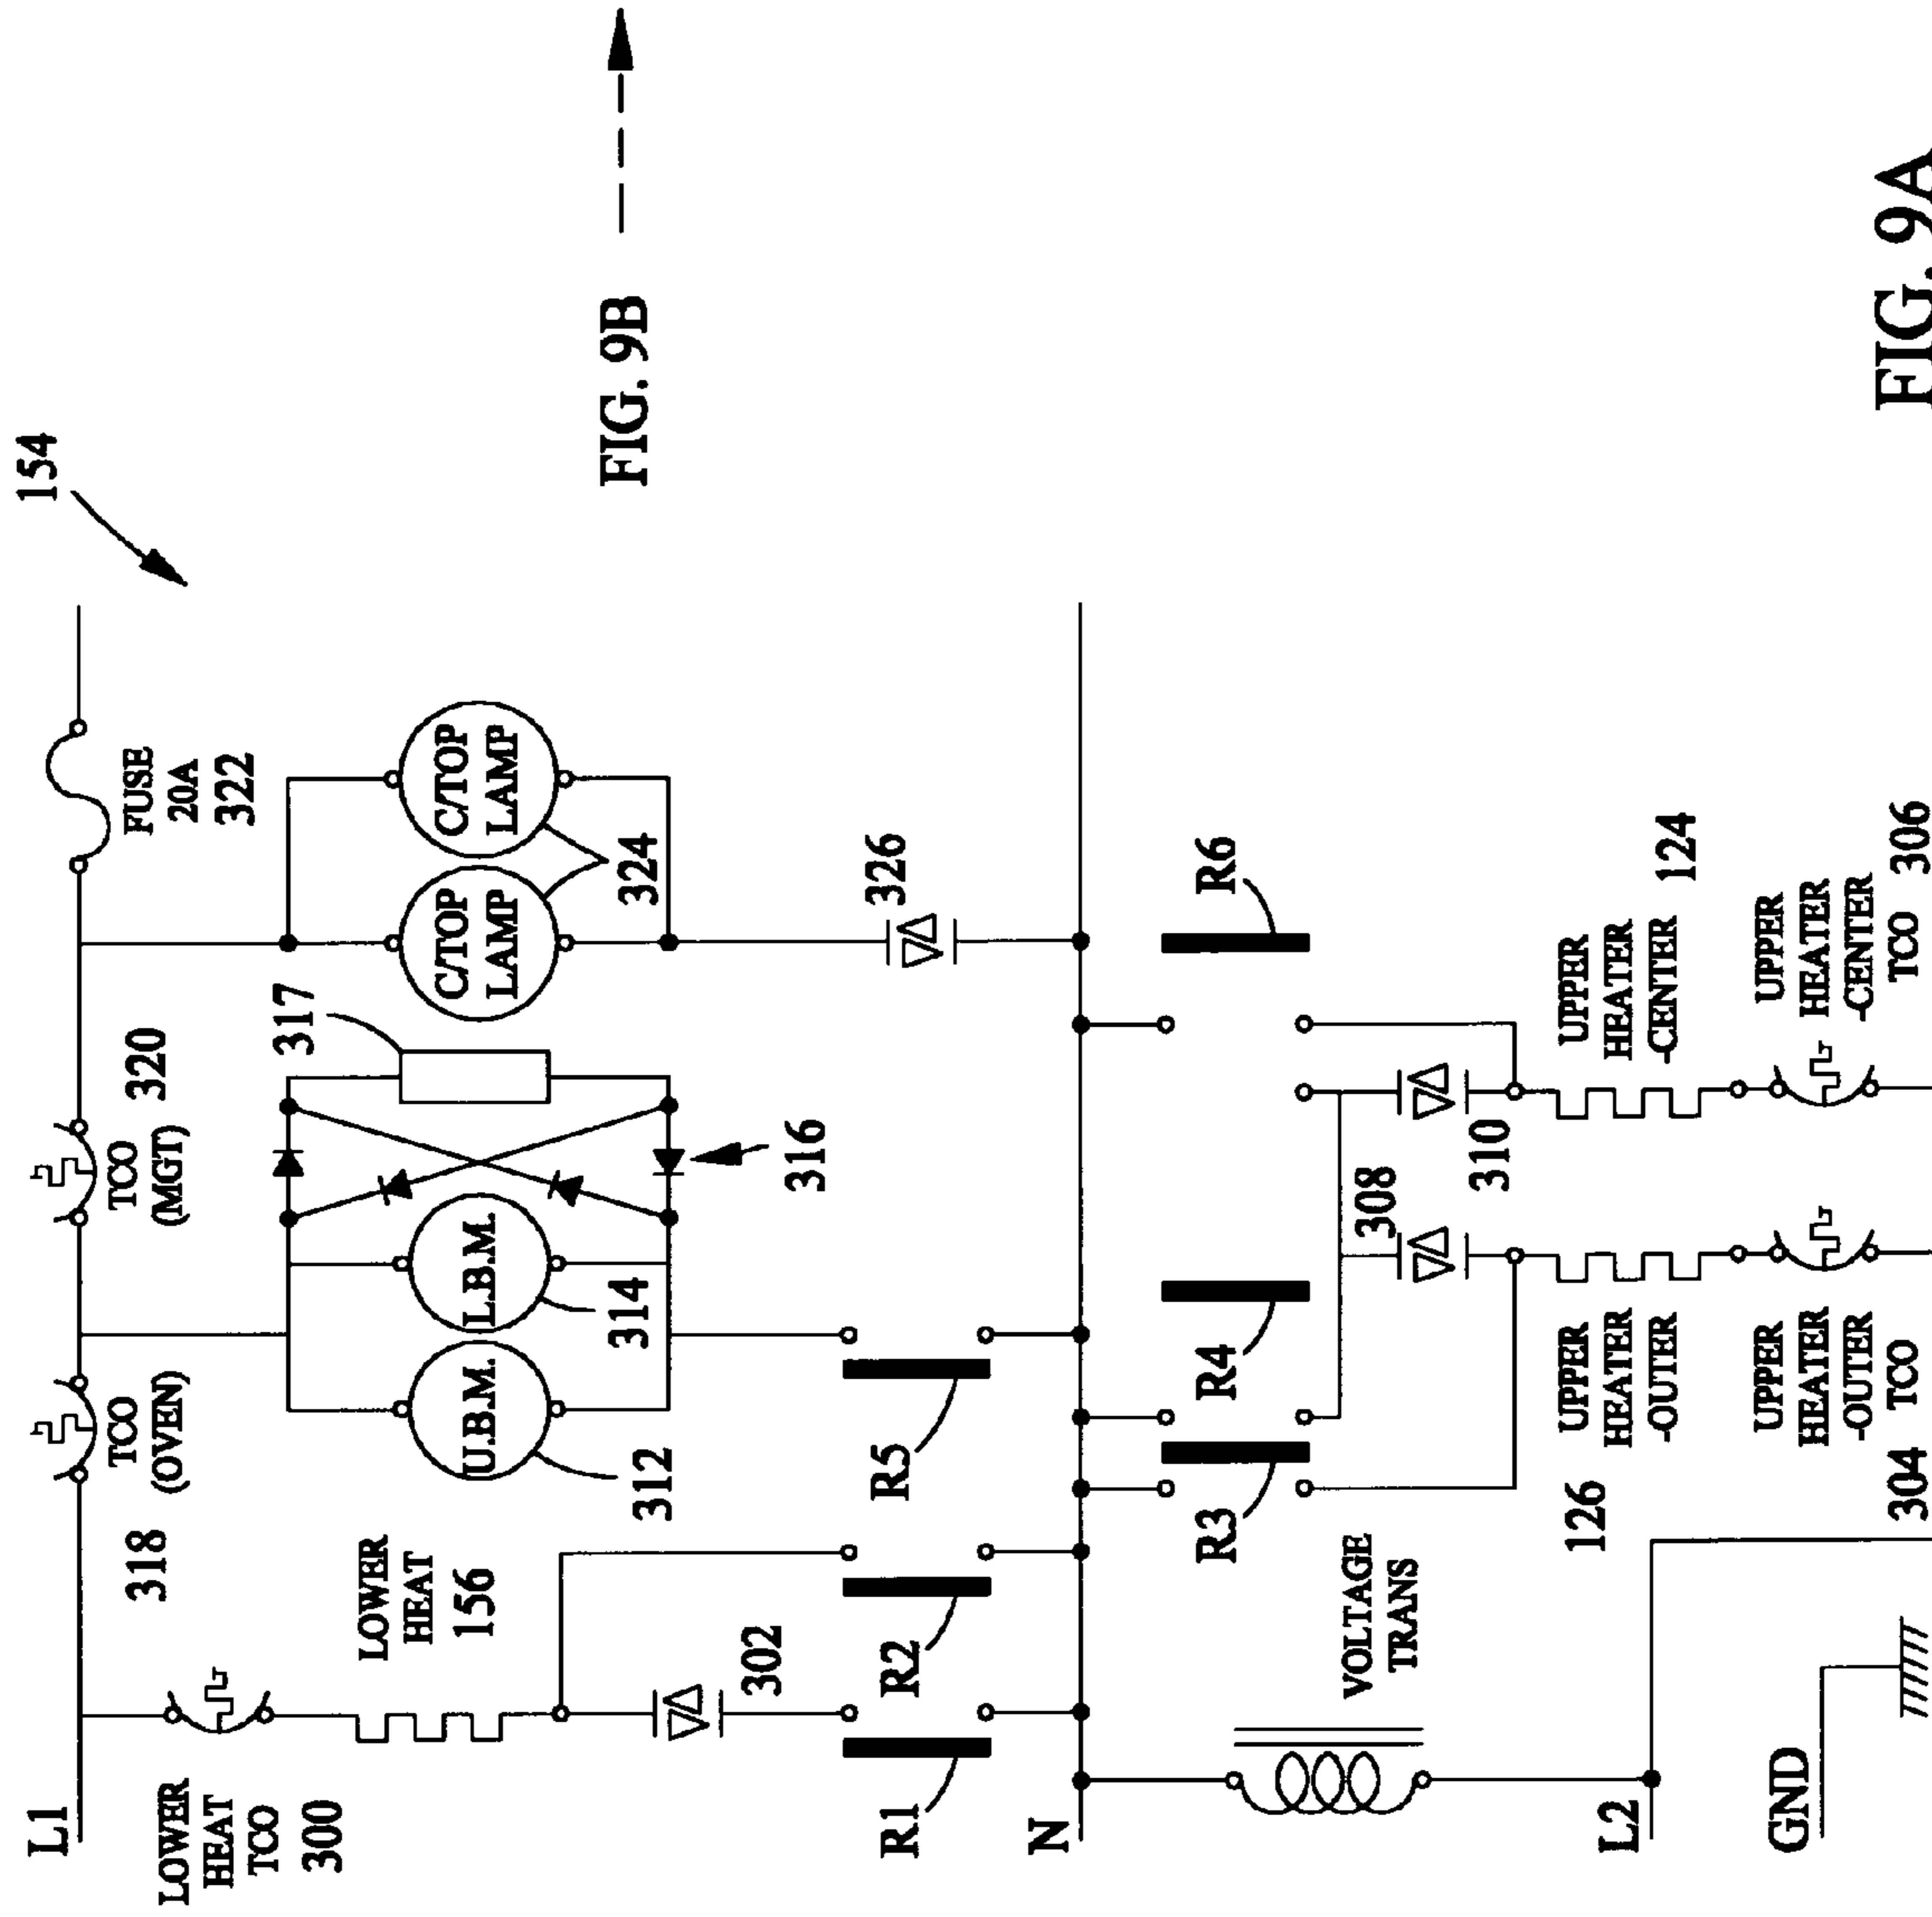 154
L1
TCO
(OVEN)
318
TCO
(MGT)
320
FUSE
20A
322
LOWER
HEAT
TCO
300
LOWER
HEAT
156
302
U.B.M.
312
L.B.M.
314
316
317
C/TOP
LAMP
C/TOP
LAMP
324
326
FIG. 9B
R1
R2
R5
N
VOLTAGE
TRANS
R3
R4
R6
308
310
UPPER
HEATER
-OUTER
126
UPPER
HEATER
-CENTER
124
L2
UPPER
HEATER
-OUTER
304 TCO
UPPER
HEATER
-CENTER
TCO 306
GND
FIG. 9A